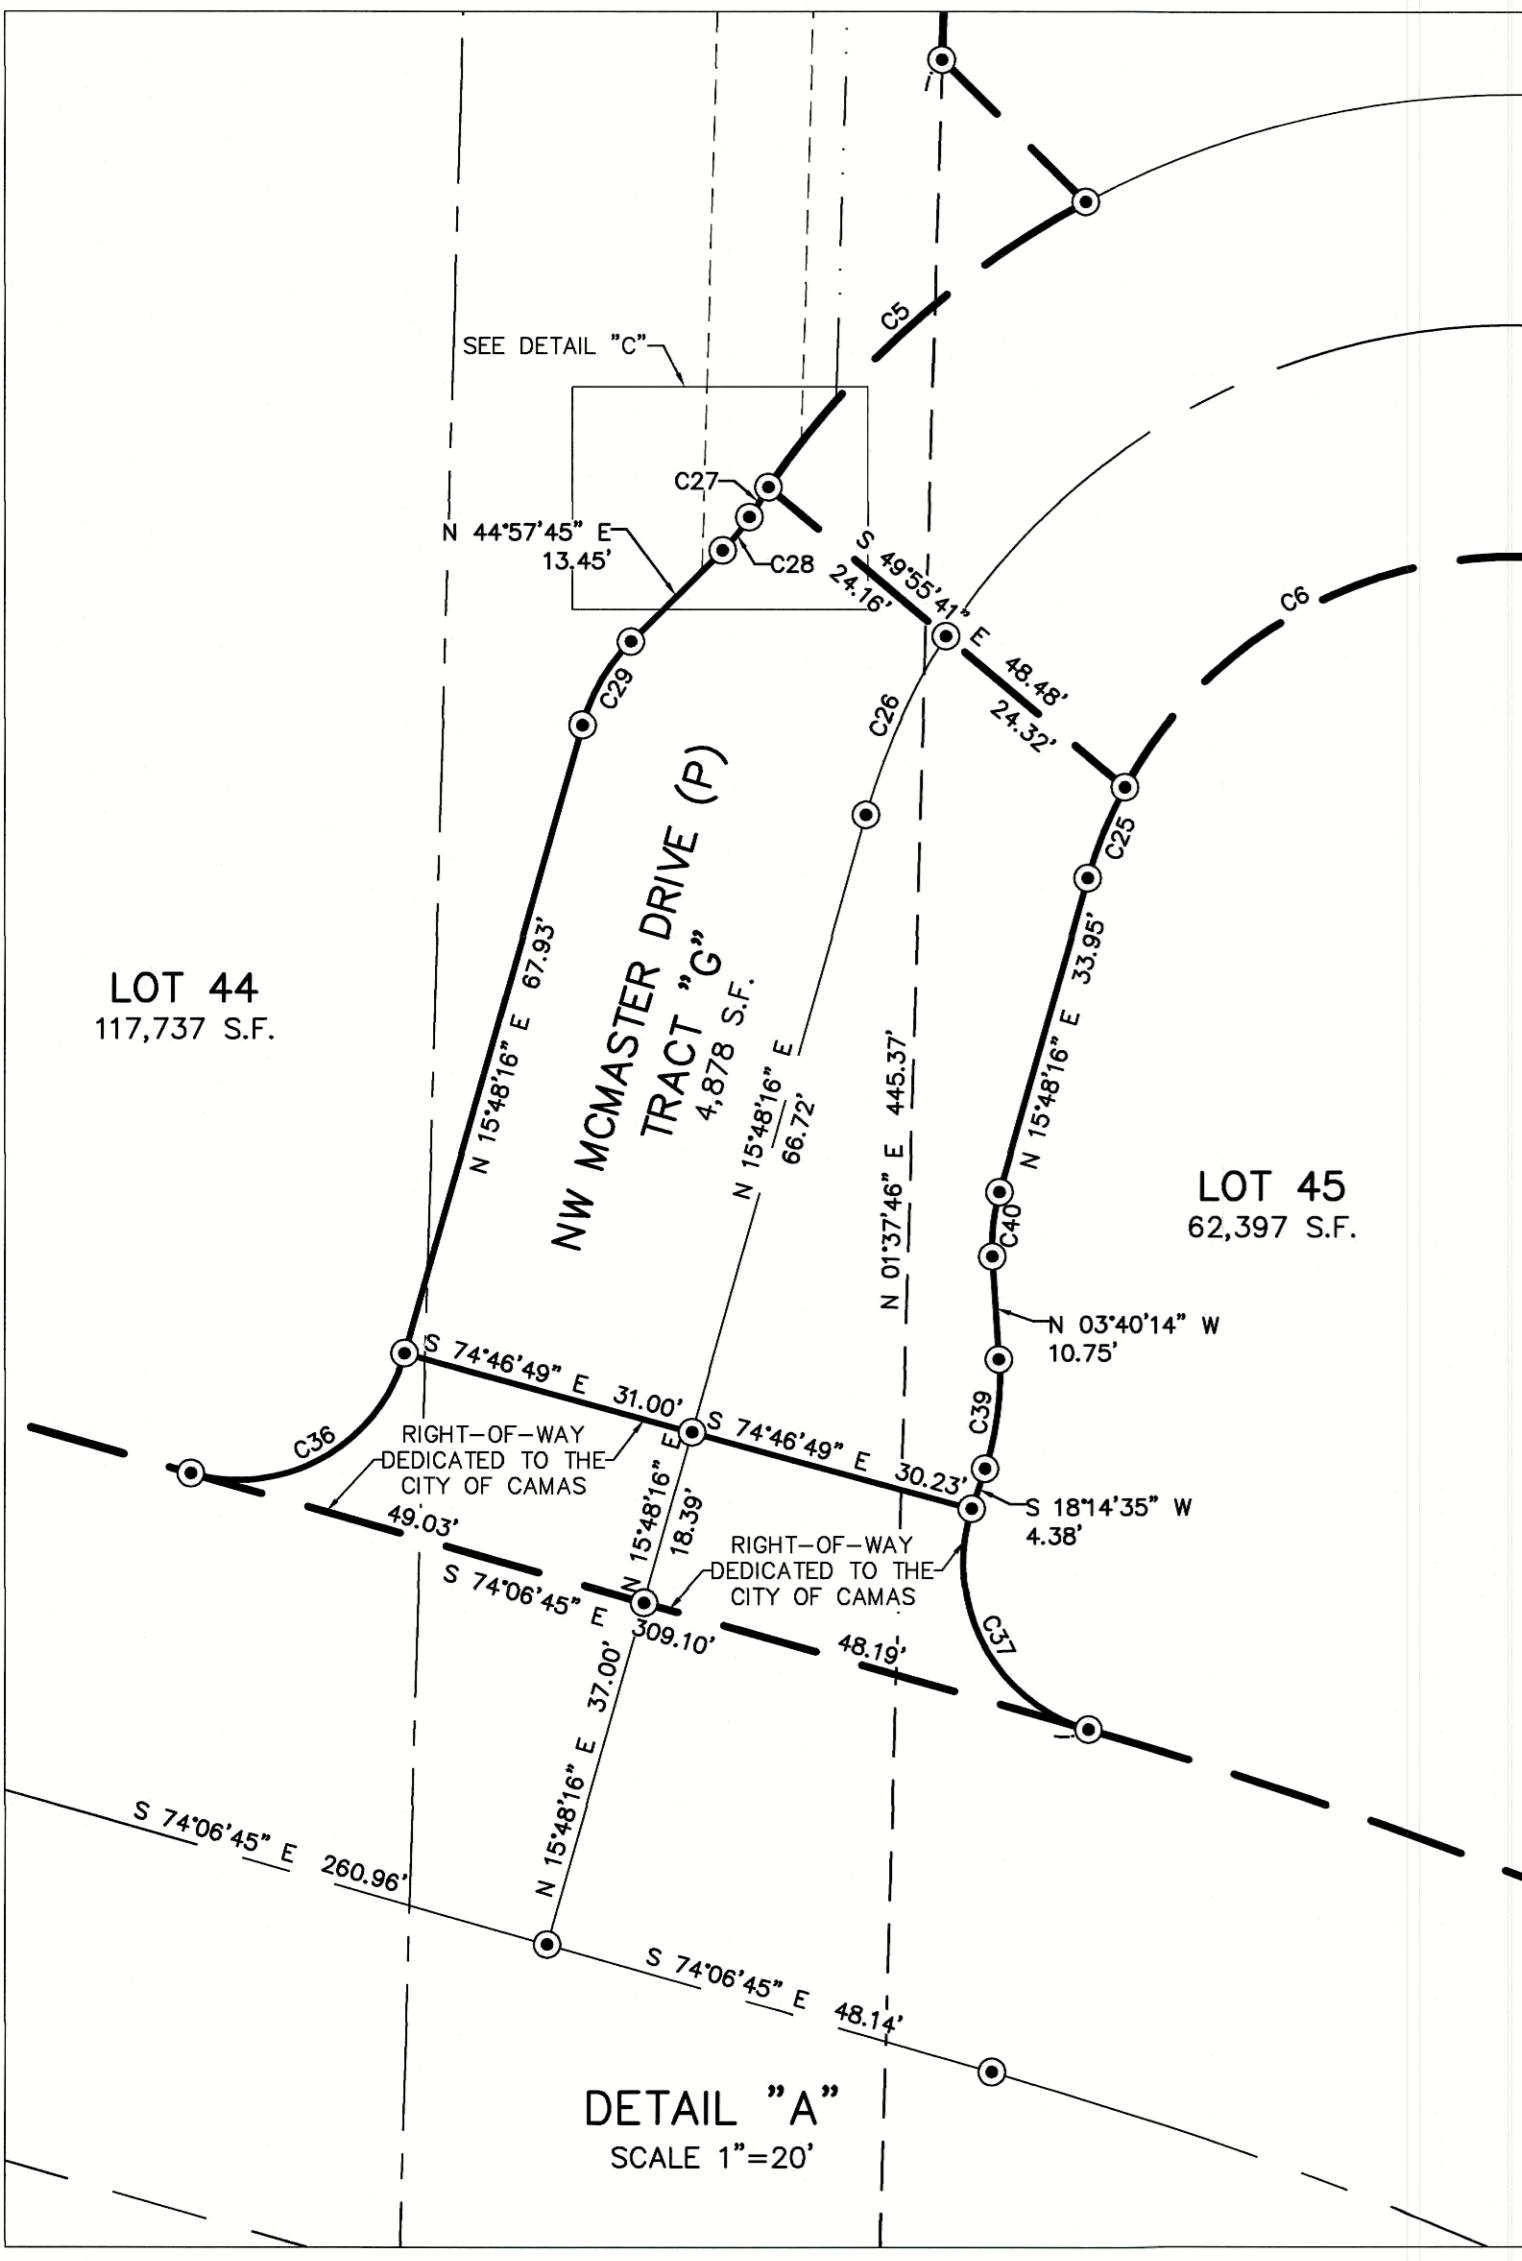 C5
SEE DETAIL "C"
C27
N 44°57'45" E
13.45'
C28
S 49°55'41" E 48.48'
24.16'
24.32'
C6
C29
C26
C25
NW MCMASTER DRIVE (P)
TRACT "G"
4,878 S.F.
N 15°48'16" E 67.93'
N 15°48'16" E
66.72'
N 01°37'46" E 445.37'
N 15°48'16" E 33.95'
LOT 44
117,737 S.F.
LOT 45
62,397 S.F.
C40
N 03°40'14" W
10.75'
S 74°46'49" E 31.00'
S 74°46'49" E 30.23'
C39
C36
RIGHT-OF-WAY
DEDICATED TO THE
CITY OF CAMAS
N 15°48'16" E
18.39'
S 18°14'35" W
4.38'
49.03'
RIGHT-OF-WAY
DEDICATED TO THE
CITY OF CAMAS
S 74°06'45" E 309.10'
48.19'
C37
N 15°48'16" E 37.00'
S 74°06'45" E 260.96'
S 74°06'45" E 48.14'
DETAIL "A"
SCALE 1"=20'